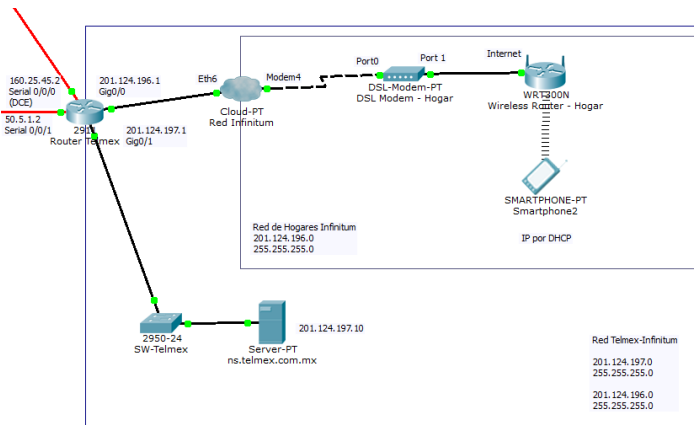 160.25.45.2
Serial 0/0/0
(DCE)
50.5.1.2
Serial 0/0/1
201.124.196.1
Gig0/0
Router Telmex
201.124.197.1
Gig0/1
Eth6
Modem4
Cloud-PT
Red Infinitum
Port0
Port 1
DSL-Modem-PT
DSL Modem - Hogar
Internet
WRT300N
Wireless Router - Hogar
SMARTPHONE-PT
Smartphone2
IP por DHCP
Red de Hogares Infinitum
201.124.196.0
255.255.255.0
2950-24
SW-Telmex
Server-PT
ns.telmex.com.mx
201.124.197.10
Red Telmex-Infinitum
201.124.197.0
255.255.255.0
201.124.196.0
255.255.255.0